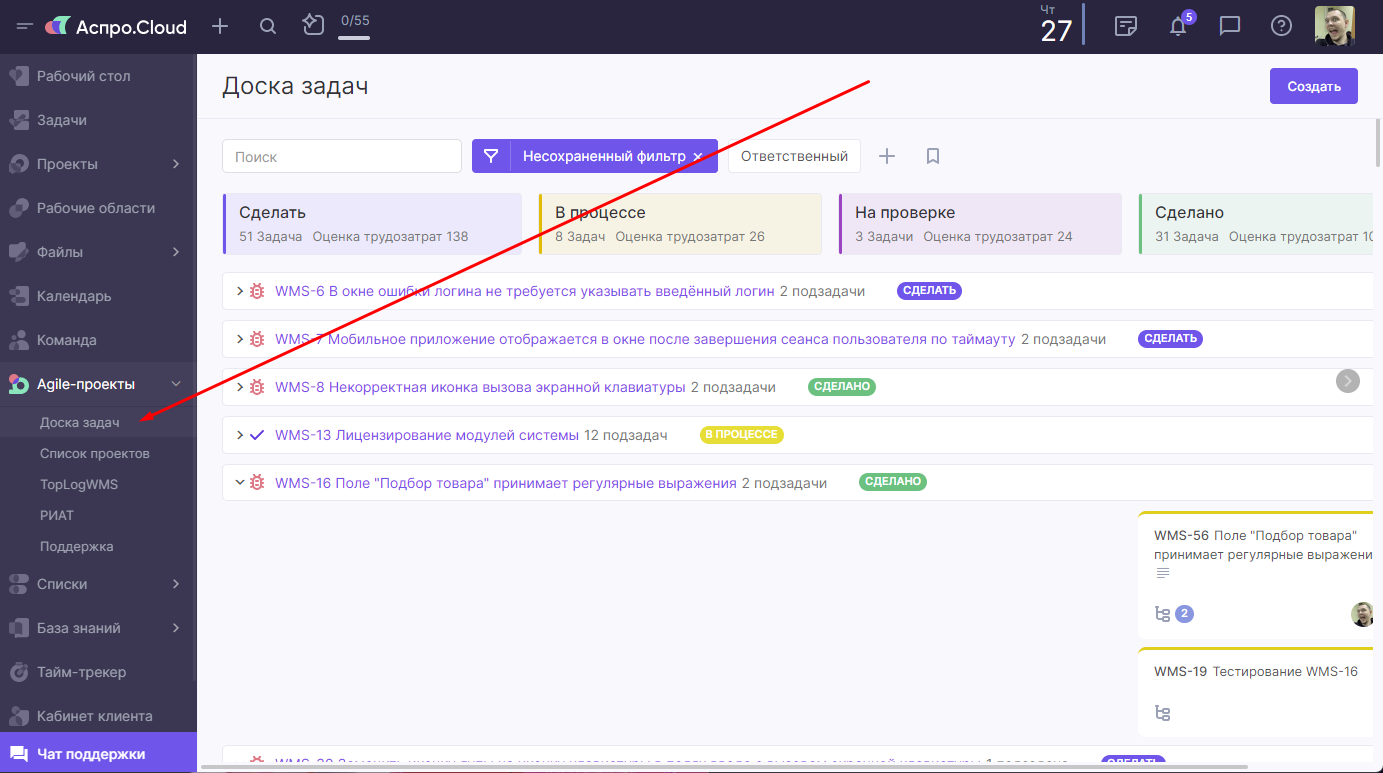 Аспро.Cloud
0/55
Чт
27
5
Рабочий стол
Задачи
Проекты
Рабочие области
Файлы
Календарь
Команда
Agile-проекты
Доска задач
Список проектов
TopLogWMS
РИАТ
Поддержка
Списки
База знаний
Тайм-трекер
Кабинет клиента
Чат поддержки
Доска задач
Создать
Поиск
Несохраненный фильтр
Ответственный
Сделать
51 Задача Оценка трудозатрат 138
В процессе
8 Задач Оценка трудозатрат 26
На проверке
3 Задачи Оценка трудозатрат 24
Сделано
31 Задача Оценка трудозатрат
WMS-6 В окне ошибки логина не требуется указывать введённый логин 2 подзадачи СДЕЛАТЬ
WMS-7 Мобильное приложение отображается в окне после завершения сеанса пользователя по таймауту 2 подзадачи СДЕЛАТЬ
WMS-8 Некорректная иконка вызова экранной клавиатуры 2 подзадачи СДЕЛАНО
WMS-13 Лицензирование модулей системы 12 подзадач В ПРОЦЕССЕ
WMS-16 Поле "Подбор товара" принимает регулярные выражения 2 подзадачи СДЕЛАНО
WMS-56 Поле "Подбор товара"
принимает регулярные выражени
2
WMS-19 Тестирование WMS-16